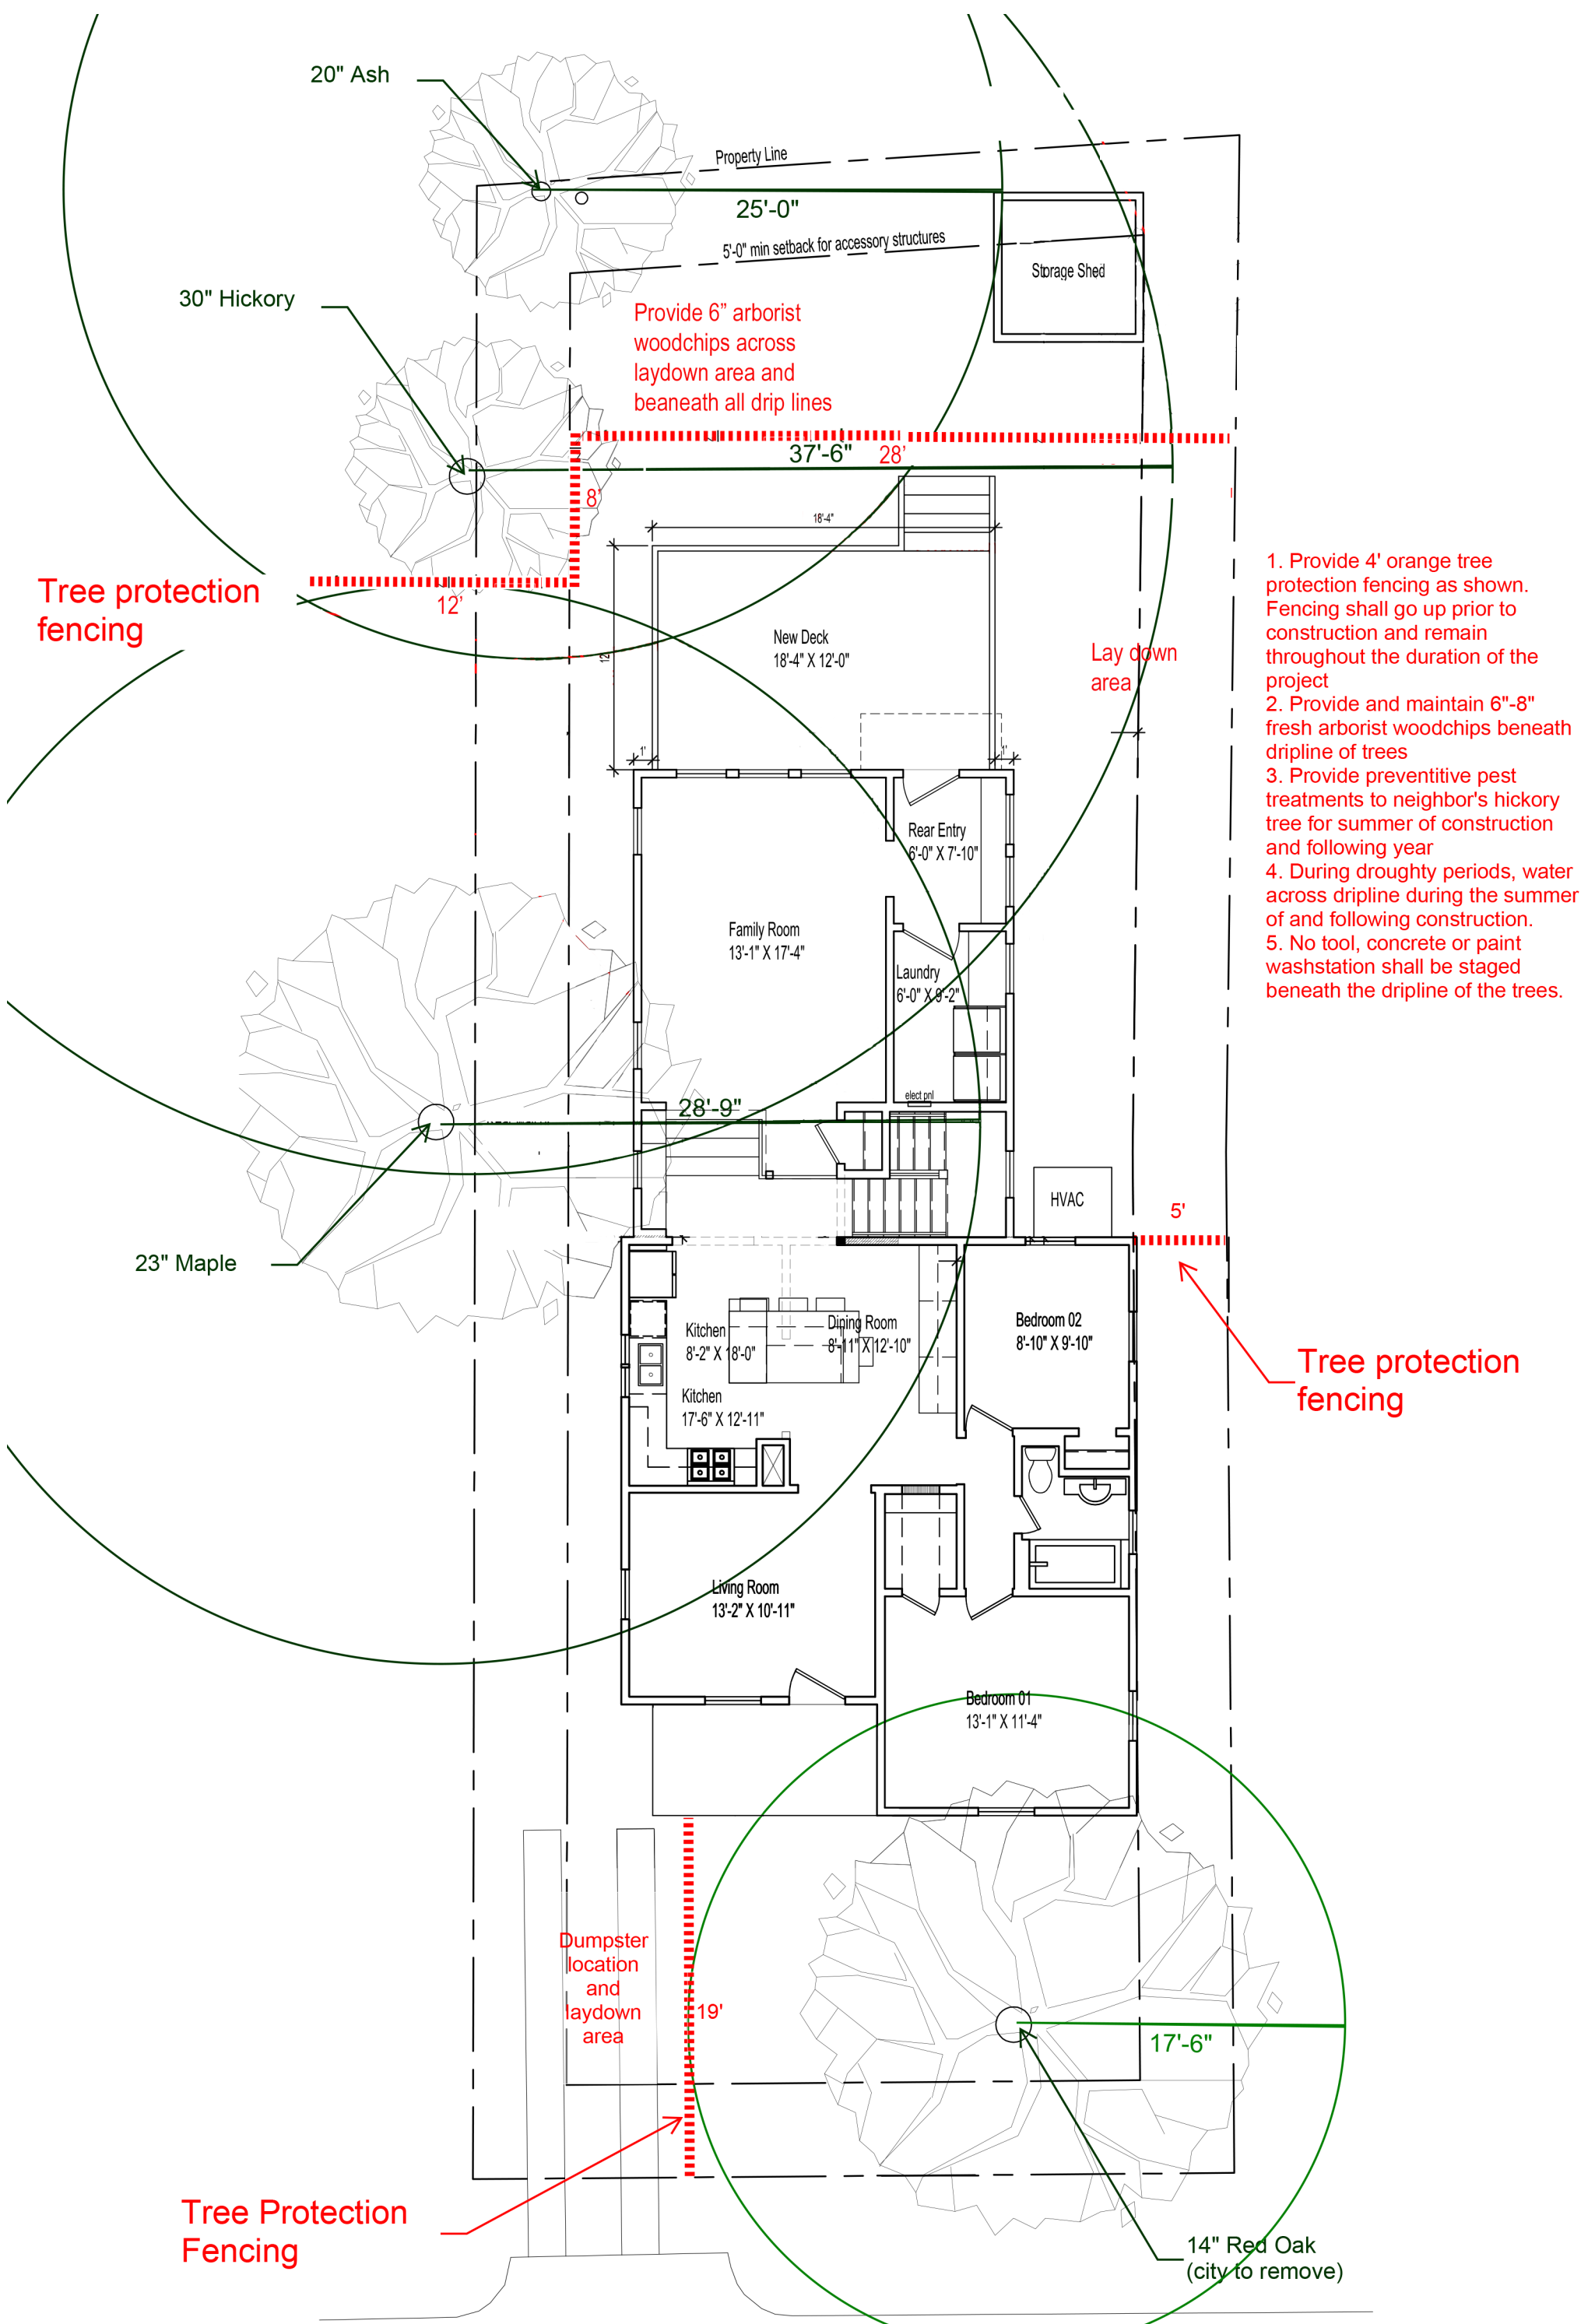 20" Ash
Property Line
25'-0"
5'-0" min setback for accessory structures
Storage Shed
30" Hickory
Provide 6” arborist
woodchips across
laydown area and
beaneath all drip lines
37'-6"
28’
8’
18'-4"
Tree protection
fencing
12’
New Deck
18'-4" X 12'-0"
Lay down
area
1. Provide 4' orange tree
protection fencing as shown.
Fencing shall go up prior to
construction and remain
throughout the duration of the
project
2. Provide and maintain 6"-8"
fresh arborist woodchips beneath
dripline of trees
3. Provide preventitive pest
treatments to neighbor's hickory
tree for summer of construction
and following year
4. During droughty periods, water
across dripline during the summer
of and following construction.
5. No tool, concrete or paint
washstation shall be staged
beneath the dripline of the trees.
1'
1'
Rear Entry
6'-0" X 7'-10"
Family Room
13'-1" X 17'-4"
Laundry
6'-0" X 9'-2"
elect pnl
28'-9"
HVAC
5'
23" Maple
Tree protection
fencing
Kitchen
8'-2" X 18'-0"
Dining Room
8'-11" X 12'-10"
Bedroom 02
8'-10" X 9'-10"
Kitchen
17'-6" X 12'-11"
Living Room
13'-2" X 10'-11"
Bedroom 01
13'-1" X 11'-4"
Dumpster
location
and
laydown
area
19'
17'-6"
Tree Protection
Fencing
14" Red Oak
(city to remove)